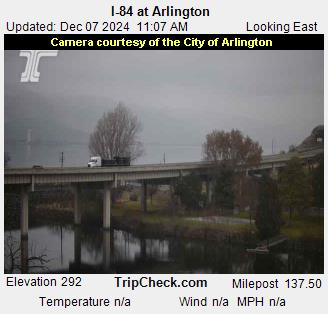 I-84 at Arlington
Updated: Dec 07 2024 11:07 AM Looking East
Camera courtesy of the City of Arlington
Elevation 292 TripCheck.com Milepost 137.50
Temperature n/a Wind n/a MPH n/a